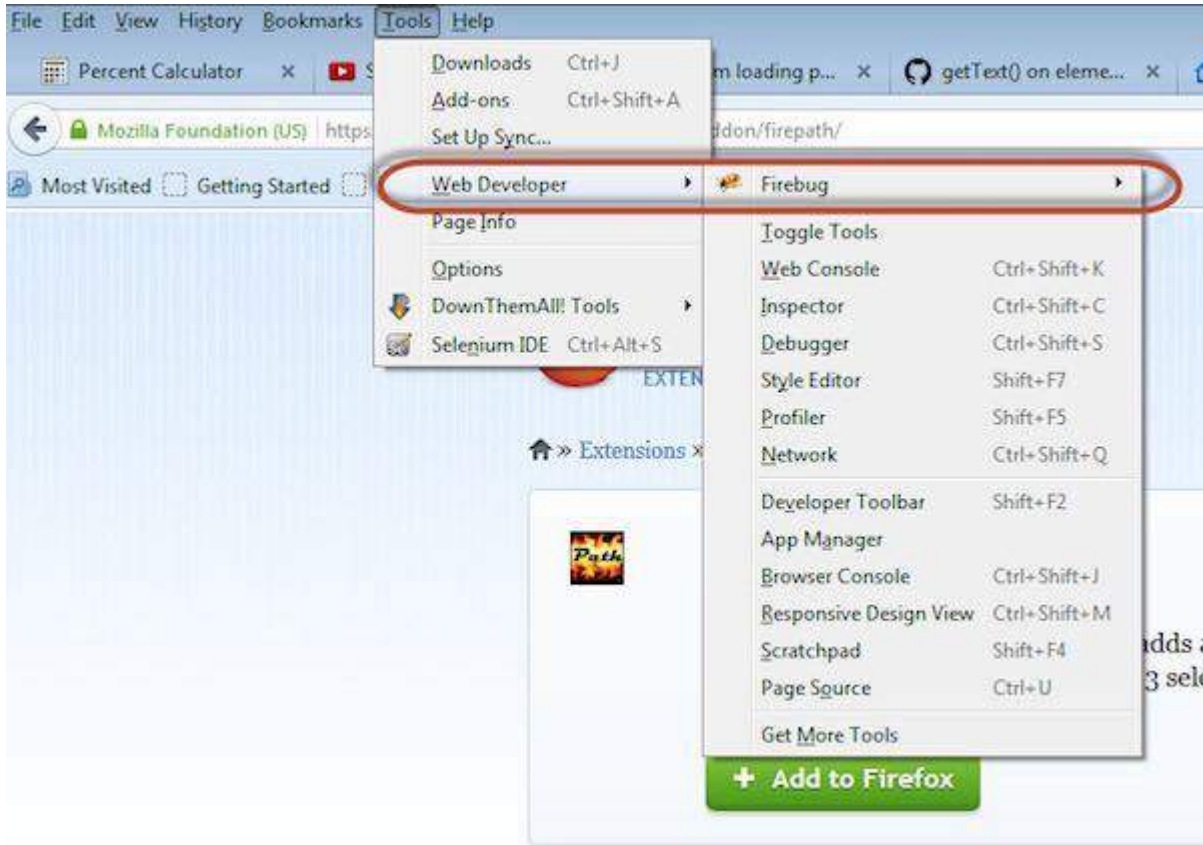 File Edit View History Bookmarks Tools Help
Percent Calculator × S m loading p... × getText() on eleme... ×
Mozilla Foundation (US) https ddon/firepath/
Most Visited Getting Started
Downloads Ctrl+J
Add-ons Ctrl+Shift+A
Set Up Sync...
Web Developer
Page Info
Options
DownThemAll! Tools
Selenium IDE Ctrl+Alt+S
Firebug
Toggle Tools
Web Console Ctrl+Shift+K
Inspector Ctrl+Shift+C
Debugger Ctrl+Shift+S
Style Editor Shift+F7
Profiler Shift+F5
Network Ctrl+Shift+Q
Developer Toolbar Shift+F2
App Manager
Browser Console Ctrl+Shift+J
Responsive Design View Ctrl+Shift+M
Scratchpad Shift+F4
Page Source Ctrl+U
Get More Tools
EXTEN
» Extensions »
Path
adds a
3 sele
+ Add to Firefox